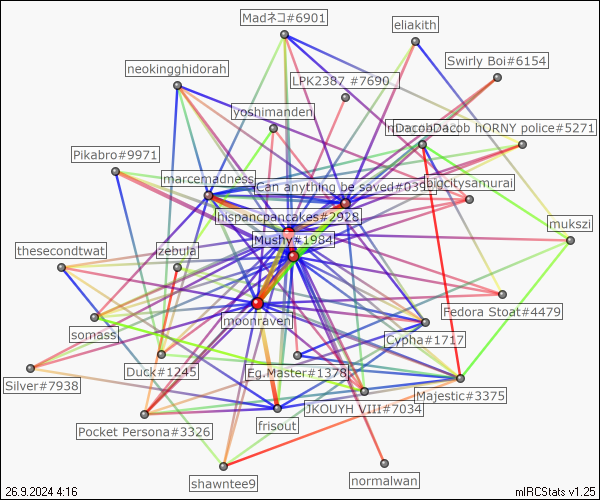 Madネコ#6901
eliakith
Swirly Boi#6154
neokingghidorah
LPK2387 #7690
yoshimanden
Dacob hORNY police#5271
Pikabro#9971
marcemadness
Can anything be saved#039
bigcitysamurai
hispancpancakes#2928
mukszi
Mushy#1984
thesecondtwat
zebula
Fedora Stoat#4479
somass
moonraven
Cypha#1717
Silver#7938
Duck#1245
Eg.Master#1378
Majestic#3375
JKOUYH VIII#7034
Pocket Persona#3326
frisout
shawntee9
normalwan
26.9.2024 4:16
mIRCStats v1.25